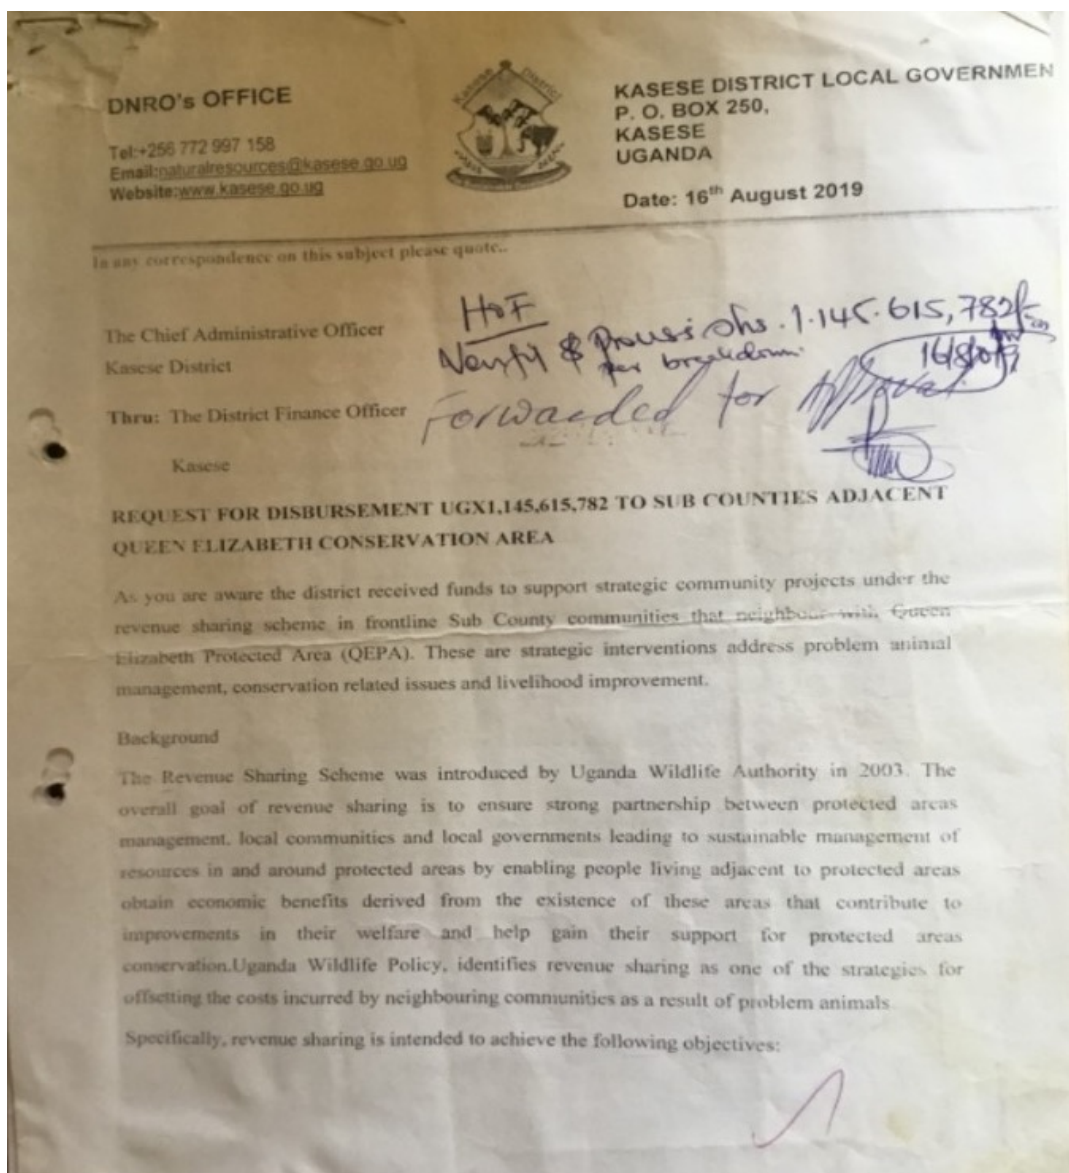 DNRO's OFFICE
Tel:+256 772 997 158
Email:naturalresources@kasese.go.ug
Website:www.kasese.go.ug
Kasese District
KASESE DISTRICT LOCAL GOVERNMEN
P. O. BOX 250,
KASESE
UGANDA
Date: 16th August 2019
In any correspondence on this subject please quote..
HoF
Verify & process shs. 1.145.615,782/=
per breakdown.
Forwarded for Approval
The Chief Administrative Officer
Kasese District
Thru: The District Finance Officer
Kasese
REQUEST FOR DISBURSEMENT UGX1,145,615,782 TO SUB COUNTIES ADJACENT
QUEEN ELIZABETH CONSERVATION AREA
As you are aware the district received funds to support strategic community projects under the
revenue sharing scheme in frontline Sub County communities that neighbour with Queen
Elizabeth Protected Area (QEPA). These are strategic interventions address problem animal
management, conservation related issues and livelihood improvement.
Background
The Revenue Sharing Scheme was introduced by Uganda Wildlife Authority in 2003. The
overall goal of revenue sharing is to ensure strong partnership between protected areas
management, local communities and local governments leading to sustainable management of
resources in and around protected areas by enabling people living adjacent to protected areas
obtain economic benefits derived from the existence of these areas that contribute to
improvements in their welfare and help gain their support for protected areas
conservation.Uganda Wildlife Policy, identifies revenue sharing as one of the strategies for
offsetting the costs incurred by neighbouring communities as a result of problem animals
Specifically, revenue sharing is intended to achieve the following objectives: